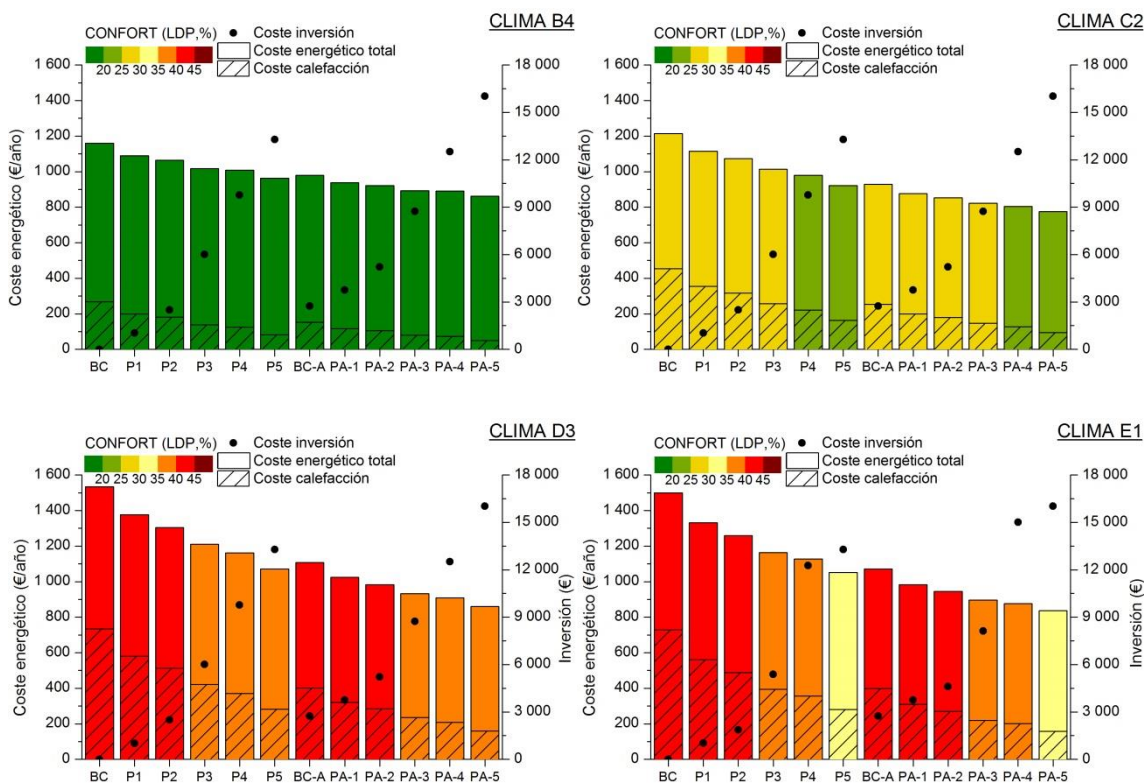 CLIMA B4
CONFORT (LDP,%)
20 25 30 35 40 45
Coste inversión
Coste energético total
Coste calefacción
Coste energético (€/año)
1 600
1 400
1 200
1 000
800
600
400
200
0
18 000
15 000
12 000
9 000
6 000
3 000
0
BC P1 P2 P3 P4 P5 BC-A PA-1 PA-2 PA-3 PA-4 PA-5
CLIMA C2
CONFORT (LDP,%)
20 25 30 35 40 45
Coste inversión
Coste energético total
Coste calefacción
Coste energético (€/año)
1 600
1 400
1 200
1 000
800
600
400
200
0
18 000
15 000
12 000
9 000
6 000
3 000
0
BC P1 P2 P3 P4 P5 BC-A PA-1 PA-2 PA-3 PA-4 PA-5
CLIMA D3
CONFORT (LDP,%)
20 25 30 35 40 45
Coste inversión
Coste energético total
Coste calefacción
Coste energético (€/año)
1 600
1 400
1 200
1 000
800
600
400
200
0
Inversión (€)
18 000
15 000
12 000
9 000
6 000
3 000
0
BC P1 P2 P3 P4 P5 BC-A PA-1 PA-2 PA-3 PA-4 PA-5
CLIMA E1
CONFORT (LDP,%)
20 25 30 35 40 45
Coste inversión
Coste energético total
Coste calefacción
Coste energético (€/año)
1 600
1 400
1 200
1 000
800
600
400
200
0
Inversión (€)
18 000
15 000
12 000
9 000
6 000
3 000
0
BC P1 P2 P3 P4 P5 BC-A PA-1 PA-2 PA-3 PA-4 PA-5